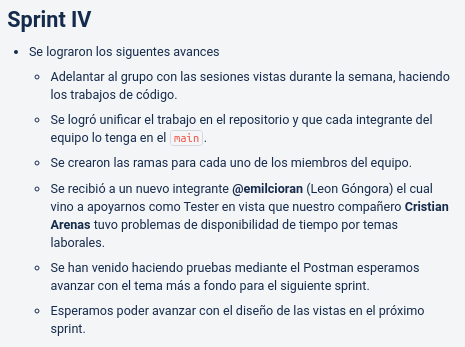 Sprint IV
• Se lograron los siguentes avances
◦ Adelantar al grupo con las sesiones vistas durante la semana, haciendo
los trabajos de código.
◦ Se logró unificar el trabajo en el repositorio y que cada integrante del
equipo lo tenga en el main.
◦ Se crearon las ramas para cada uno de los miembros del equipo.
◦ Se recibió a un nuevo integrante @emilcioran (Leon Góngora) el cual
vino a apoyarnos como Tester en vista que nuestro compañero Cristian
Arenas tuvo problemas de disponibilidad de tiempo por temas
laborales.
◦ Se han venido haciendo pruebas mediante el Postman esperamos
avanzar con el tema más a fondo para el siguiente sprint.
◦ Esperamos poder avanzar con el diseño de las vistas en el próximo
sprint.